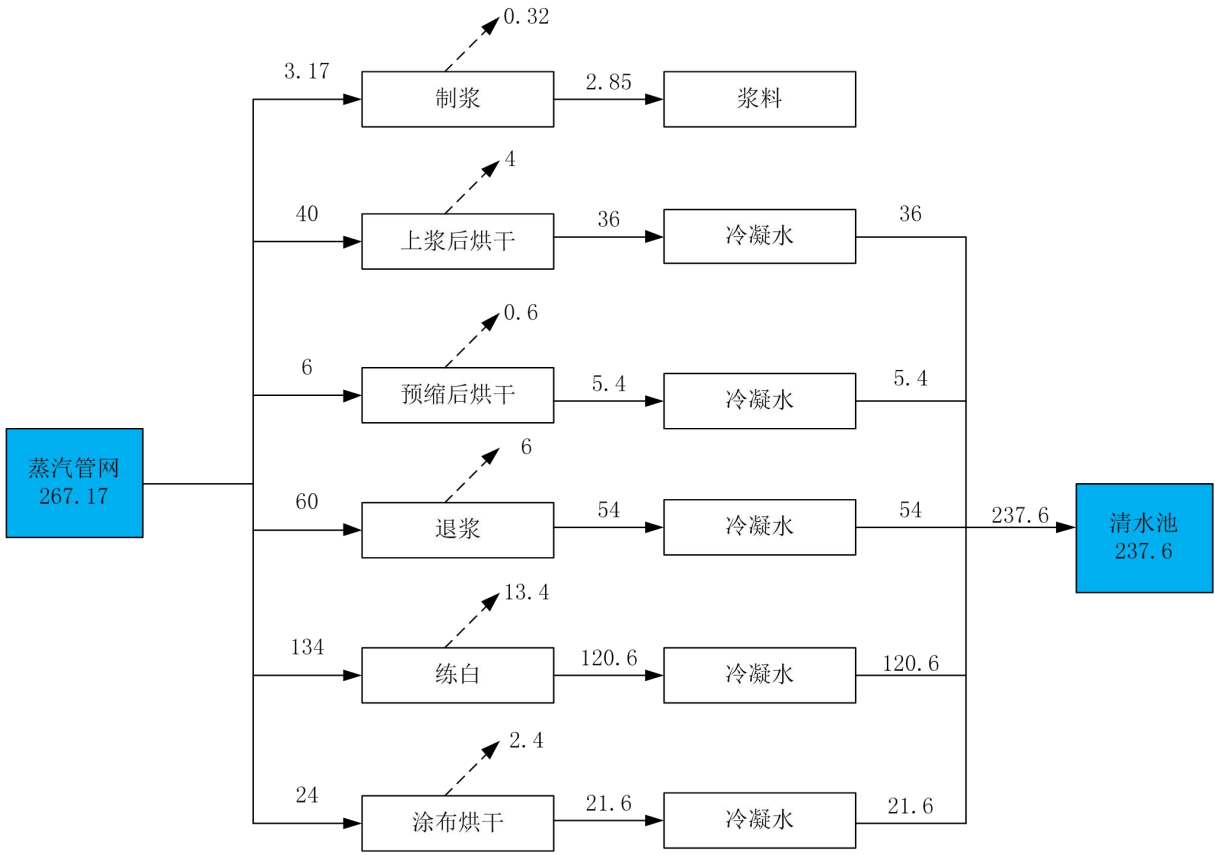 0.32
3.17
制浆
2.85
浆料
4
40
上浆后烘干
36
冷凝水
36
0.6
6
预缩后烘干
5.4
冷凝水
5.4
蒸汽管网
267.17
6
60
退浆
54
冷凝水
54
237.6
清水池
237.6
13.4
134
练白
120.6
冷凝水
120.6
2.4
24
涂布烘干
21.6
冷凝水
21.6